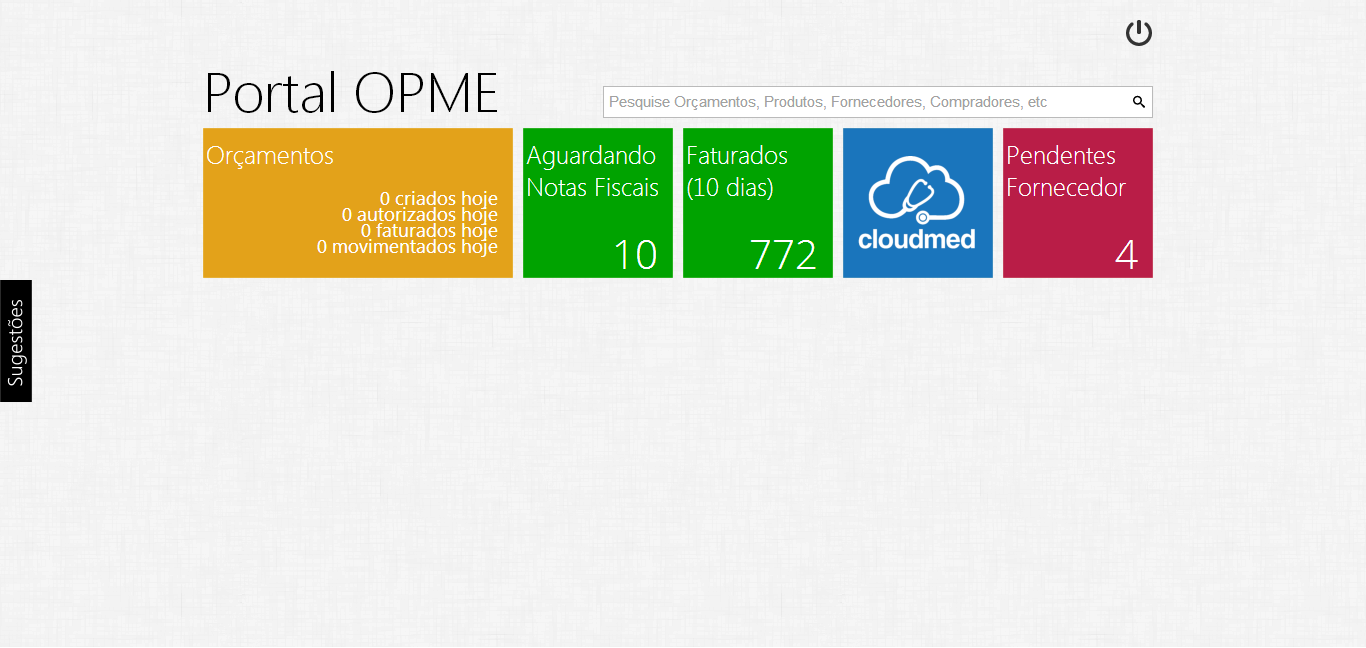 Portal OPME
Pesquise Orçamentos, Produtos, Fornecedores, Compradores, etc
Orçamentos
0 criados hoje
0 autorizados hoje
0 faturados hoje
0 movimentados hoje
Aguardando
Notas Fiscais
10
Faturados
(10 dias)
772
cloudmed
Pendentes
Fornecedor
4
Sugestões